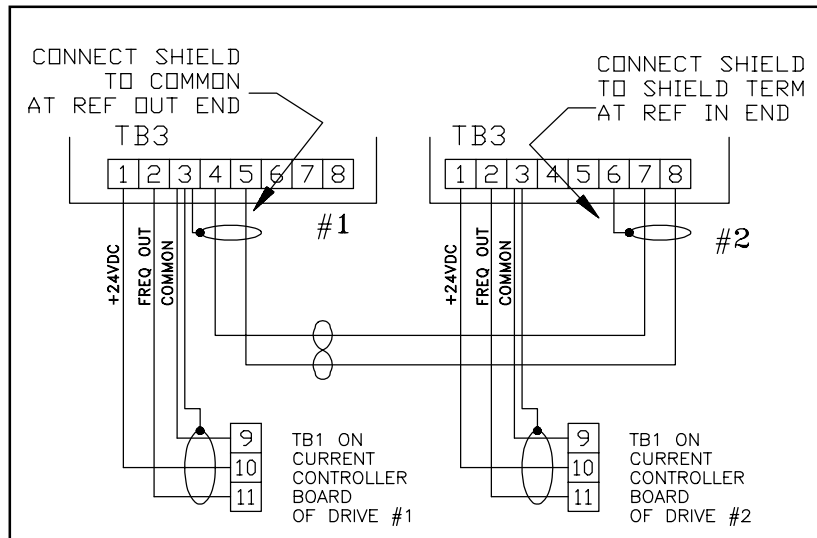 CONNECT SHIELD
TO COMMON
AT REF OUT END
CONNECT SHIELD
TO SHIELD TERM
AT REF IN END
TB3
1 2 3 4 5 6 7 8
#1
+24VDC
FREQ OUT
COMMON
TB3
1 2 3 4 5 6 7 8
#2
+24VDC
FREQ OUT
COMMON
9
10
11
TB1 ON
CURRENT
CONTROLLER
BOARD
OF DRIVE #1
9
10
11
TB1 ON
CURRENT
CONTROLLER
BOARD
OF DRIVE #2